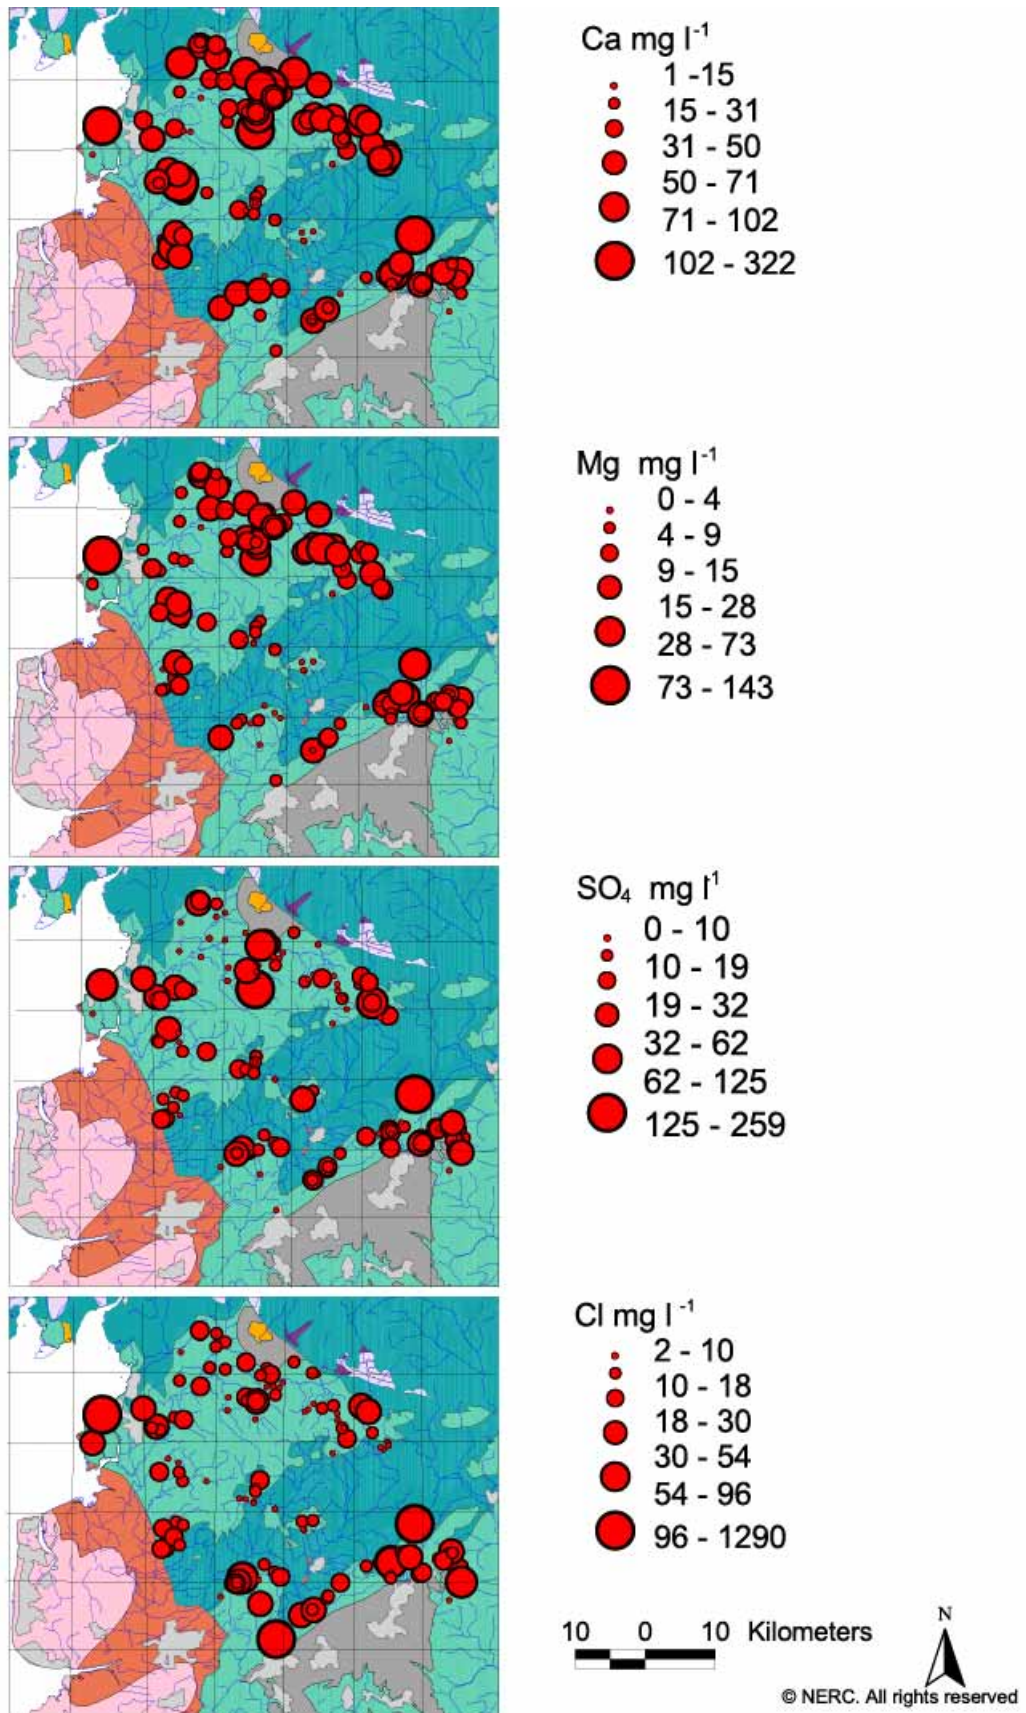 Ca mg l-1
1 -15
15 - 31
31 - 50
50 - 71
71 - 102
102 - 322
Mg mg l-1
0 - 4
4 - 9
9 - 15
15 - 28
28 - 73
73 - 143
SO4 mg l1
0 - 10
10 - 19
19 - 32
32 - 62
62 - 125
125 - 259
Cl mg l -1
2 - 10
10 - 18
18 - 30
30 - 54
54 - 96
96 - 1290
10 0 10 Kilometers
N
© NERC. All rights reserved